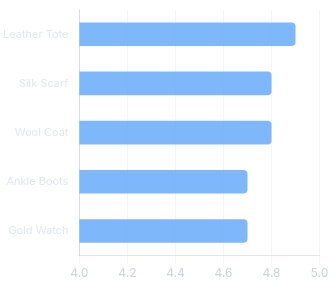 Leather Tote
Silk Scarf
Wool Coat
Ankle Boots
Gold Watch
4.0 4.2 4.4 4.6 4.8 5.0